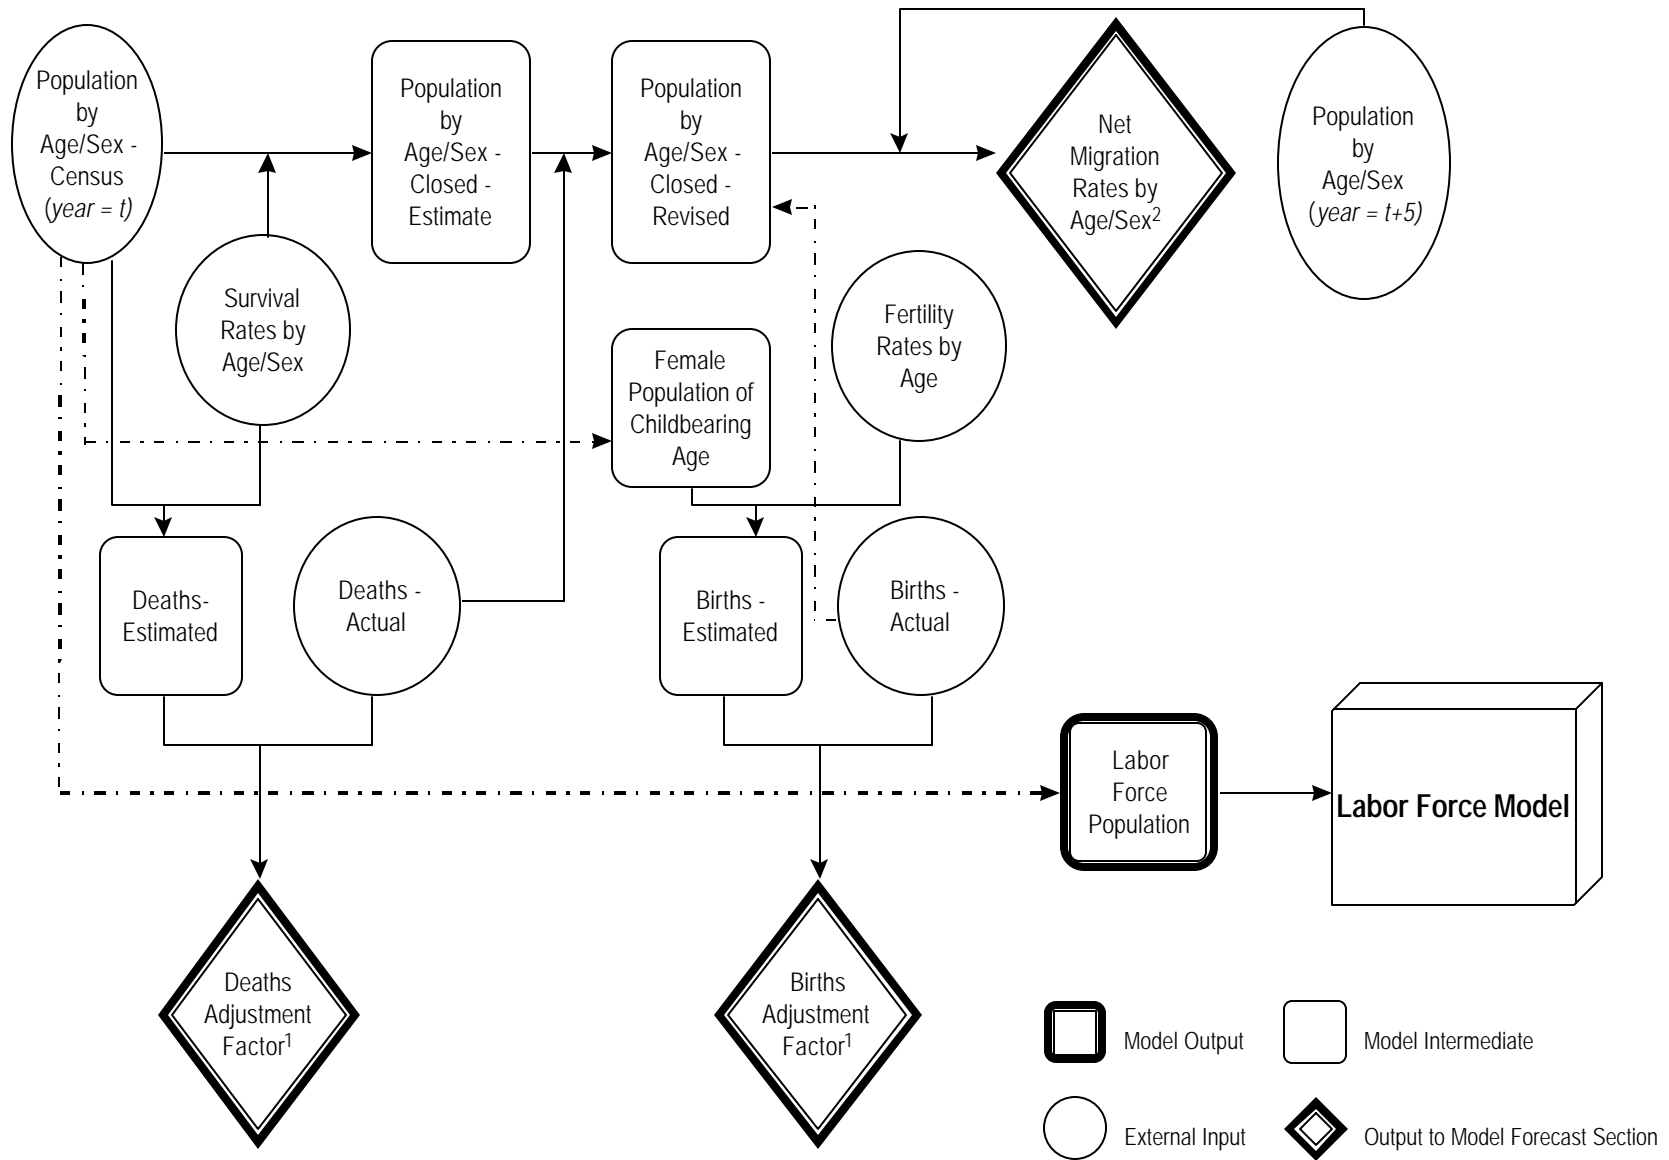 Population
by
Age/Sex -
Census
(year = t)
Population
by
Age/Sex -
Closed -
Estimate
Population
by
Age/Sex -
Closed -
Revised
Net
Migration
Rates by
Age/Sex2
Population
by
Age/Sex
(year = t+5)
Survival
Rates by
Age/Sex
Female
Population of
Childbearing
Age
Fertility
Rates by
Age
Deaths-
Estimated
Deaths -
Actual
Births -
Estimated
Births -
Actual
Labor
Force
Population
Labor Force Model
Deaths
Adjustment
Factor1
Births
Adjustment
Factor1
Model Output
Model Intermediate
External Input
Output to Model Forecast Section